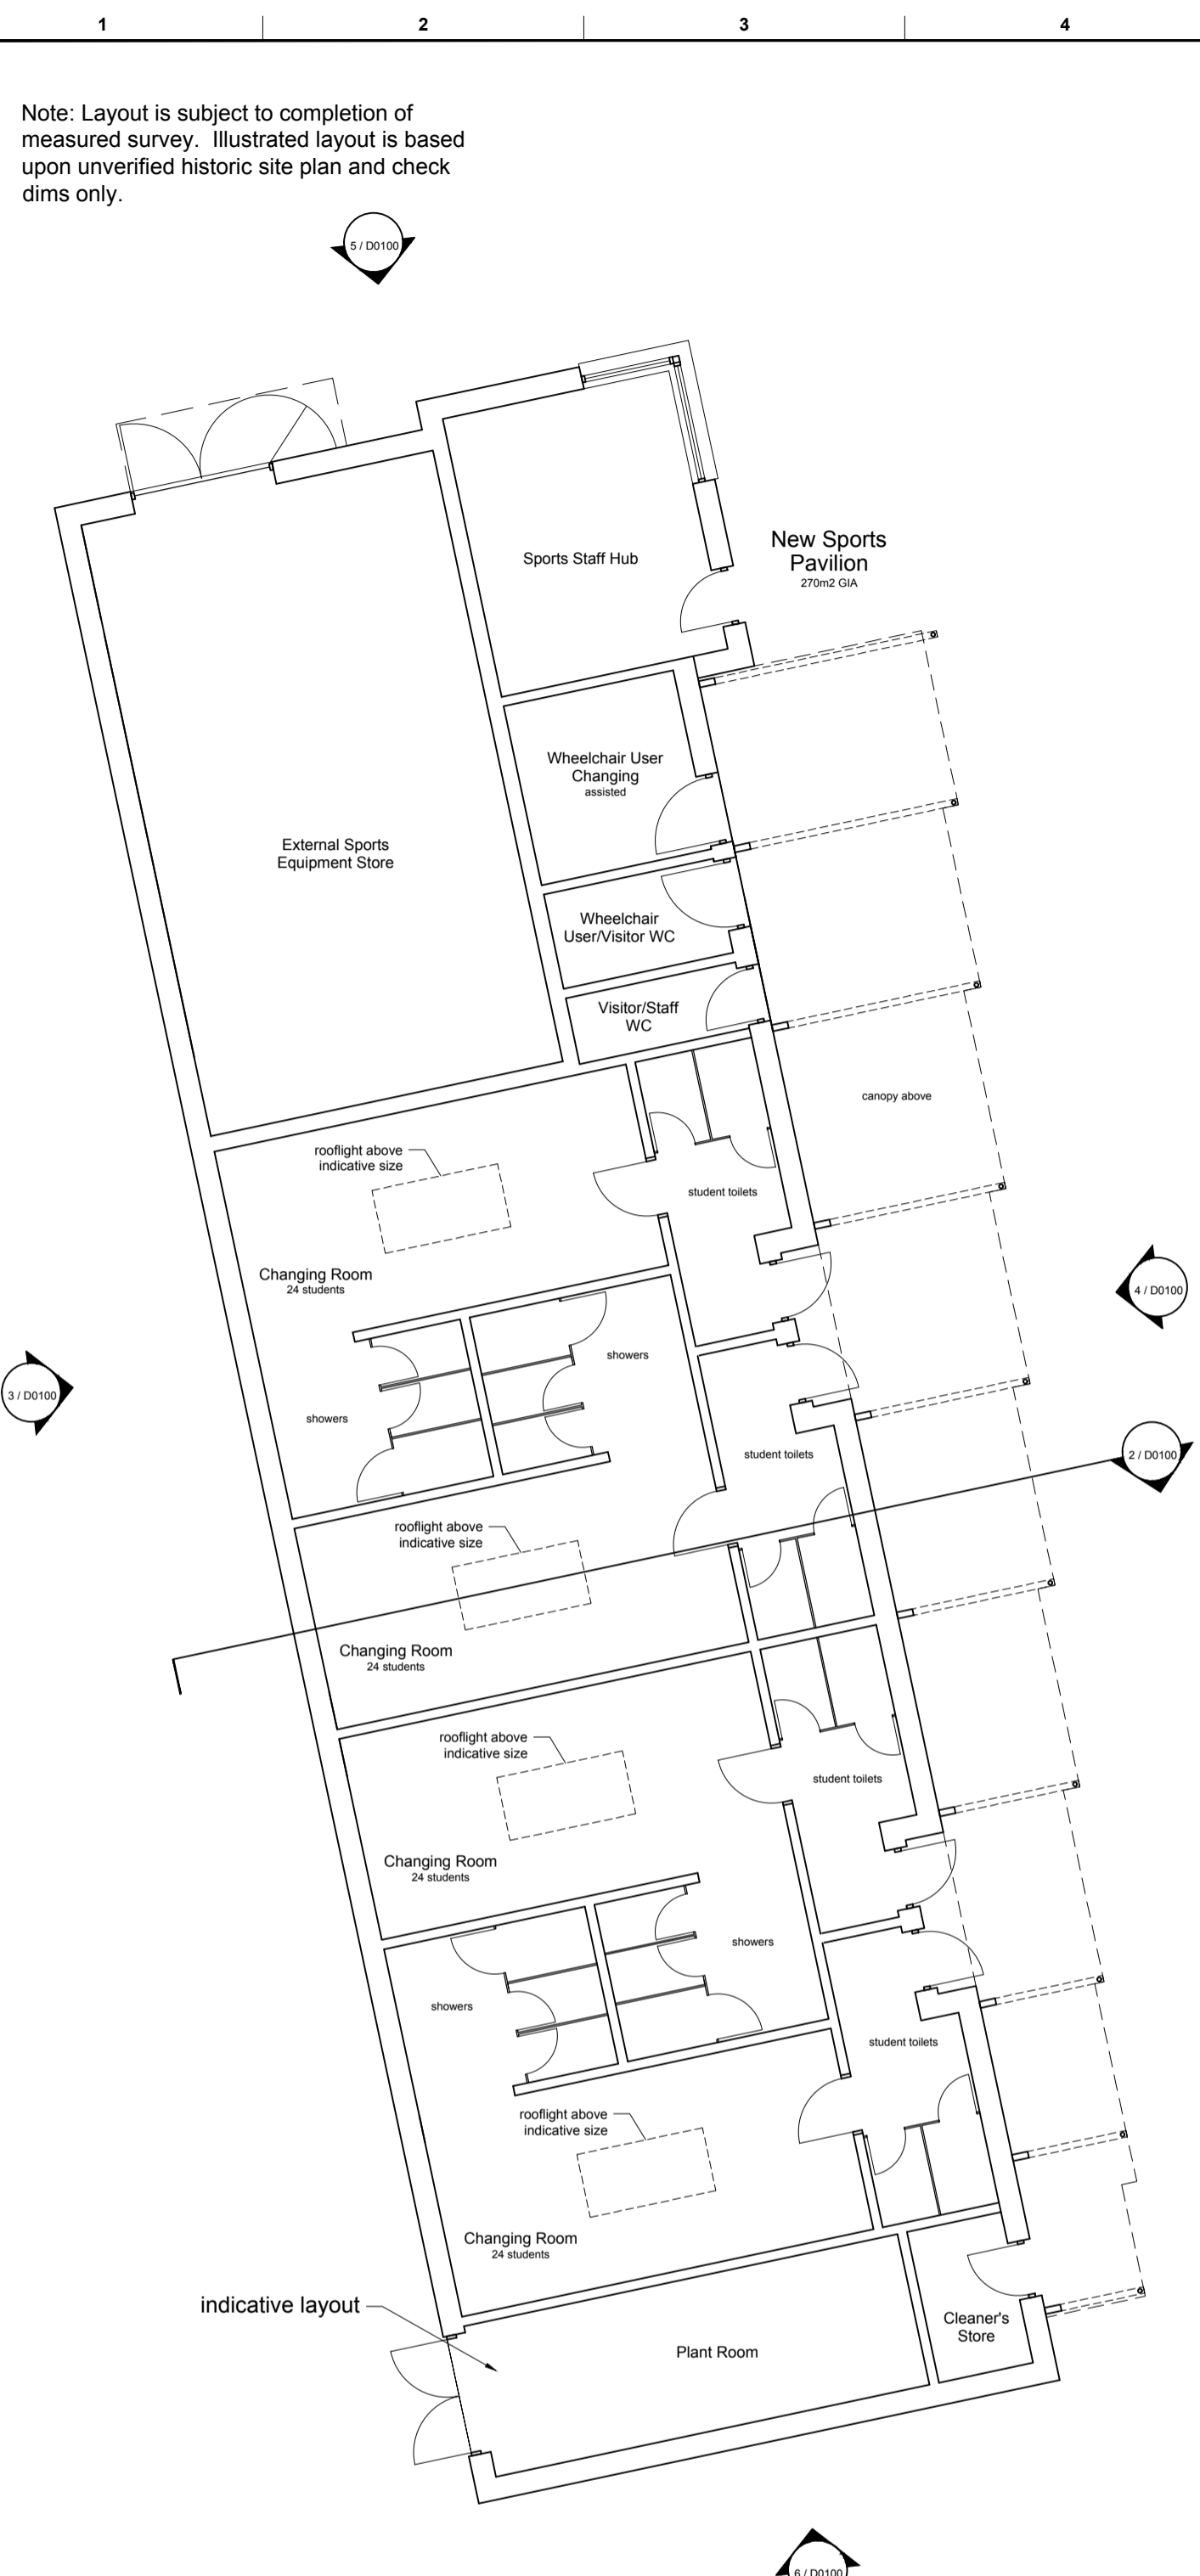 1
2
3
4
Note: Layout is subject to completion of
measured survey. Illustrated layout is based
upon unverified historic site plan and check
dims only.
5 / D0100
Sports Staff Hub
New Sports
Pavilion
270m2 GIA
Wheelchair User
Changing
assisted
External Sports
Equipment Store
Wheelchair
User/Visitor WC
Visitor/Staff
WC
canopy above
rooflight above
indicative size
student toilets
Changing Room
24 students
4 / D0100
showers
3 / D0100
showers
student toilets
2 / D0100
rooflight above
indicative size
Changing Room
24 students
rooflight above
indicative size
student toilets
Changing Room
24 students
showers
showers
student toilets
rooflight above
indicative size
Changing Room
24 students
indicative layout
Cleaner's
Store
Plant Room
6 / D0100